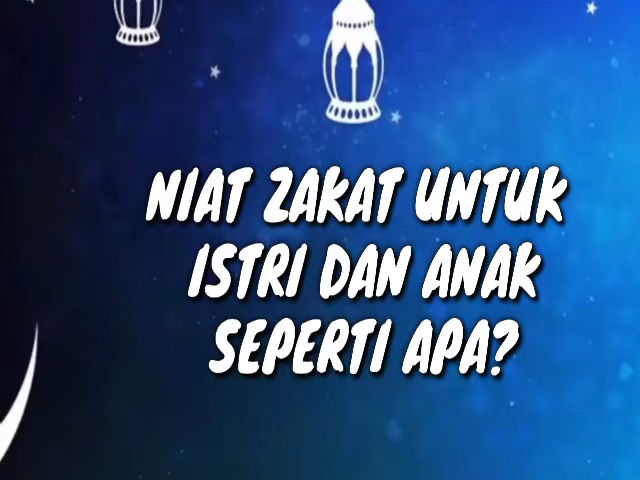 NIAT ZAKAT UNTUK
ISTRI DAN ANAK
SEPERTI APA?